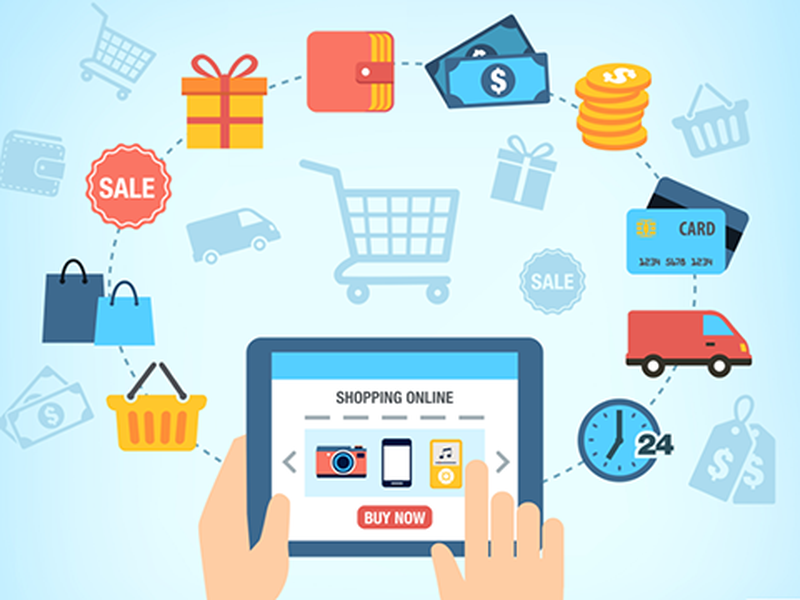 $
$
SALE
CARD
1234 5678 1234
SALE
$
SHOPPING ONLINE
24
$ $
BUY NOW